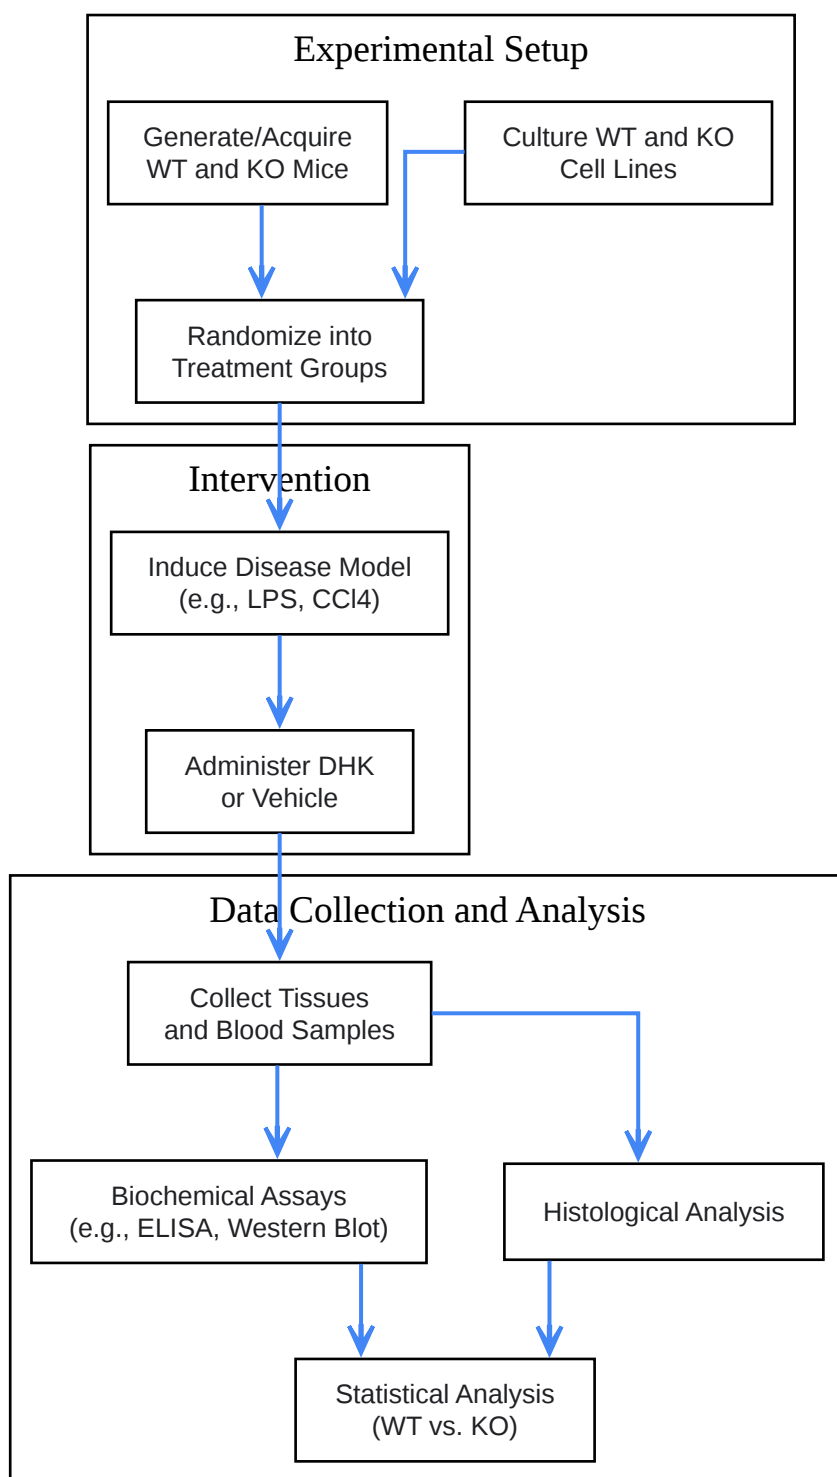 Experimental Setup
Generate/Acquire
WT and KO Mice
Culture WT and KO
Cell Lines
Randomize into
Treatment Groups
Intervention
Induce Disease Model
(e.g., LPS, CCl4)
Administer DHK
or Vehicle
Data Collection and Analysis
Collect Tissues
and Blood Samples
Biochemical Assays
(e.g., ELISA, Western Blot)
Histological Analysis
Statistical Analysis
(WT vs. KO)